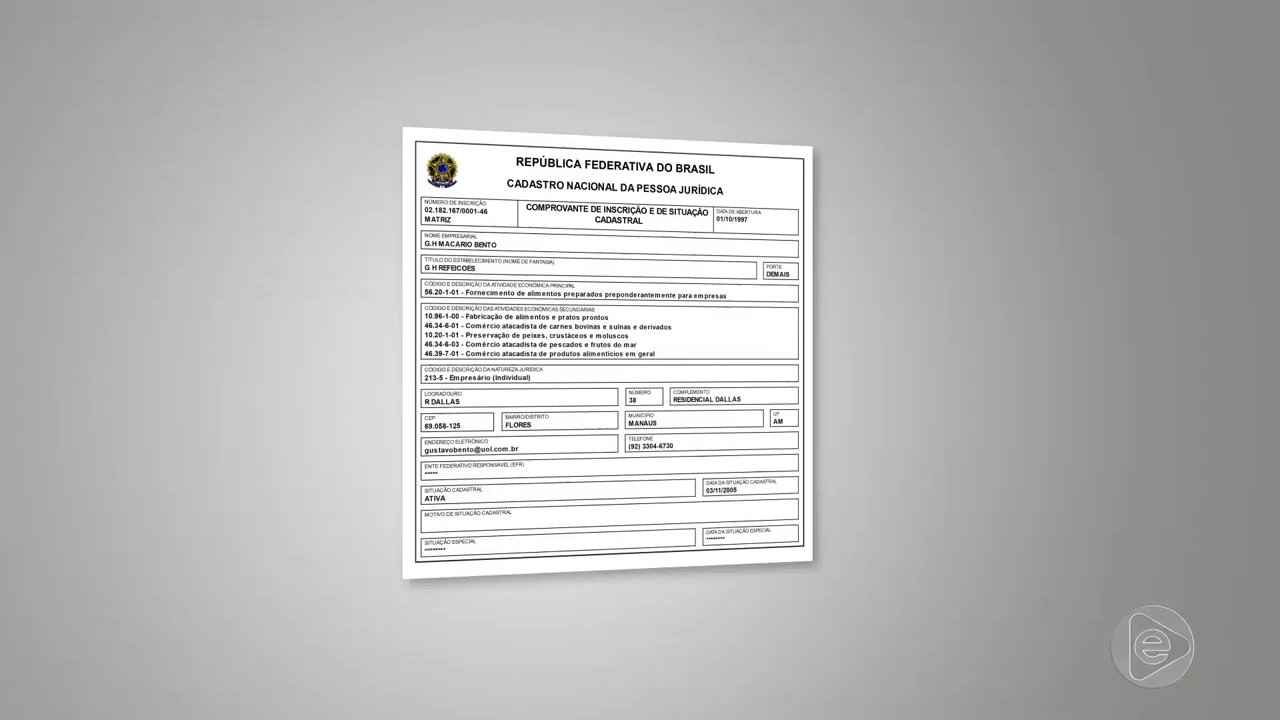 REPÚBLICA FEDERATIVA DO BRASIL
CADASTRO NACIONAL DA PESSOA JURÍDICA
NÚMERO DE INSCRIÇÃO
02.182.167/0001-46
MATRIZ
COMPROVANTE DE INSCRIÇÃO E DE SITUAÇÃO
CADASTRAL
DATA DE ABERTURA
01/10/1997
NOME EMPRESARIAL
G.H MACARIO BENTO
TÍTULO DO ESTABELECIMENTO (NOME DE FANTASIA)
G H REFEICOES
PORTE
DEMAIS
CÓDIGO E DESCRIÇÃO DA ATIVIDADE ECONÔMICA PRINCIPAL
56.20-1-01 - Fornecimento de alimentos preparados preponderantemente para empresas
CÓDIGO E DESCRIÇÃO DAS ATIVIDADES ECONÔMICAS SECUNDÁRIAS
10.96-1-00 - Fabricação de alimentos e pratos prontos
46.34-6-01 - Comércio atacadista de carnes bovinas e suínas e derivados
10.20-1-01 - Preservação de peixes, crustáceos e moluscos
46.34-6-03 - Comércio atacadista de pescados e frutos do mar
46.39-7-01 - Comércio atacadista de produtos alimentícios em geral
CÓDIGO E DESCRIÇÃO DA NATUREZA JURÍDICA
213-5 - Empresário (Individual)
LOGRADOURO
R DALLAS
NÚMERO
38
COMPLEMENTO
RESIDENCIAL DALLAS
CEP
69.058-125
BAIRRO/DISTRITO
FLORES
MUNICÍPIO
MANAUS
UF
AM
ENDEREÇO ELETRÔNICO
gustavobento@uol.com.br
TELEFONE
(92) 3304-6730
ENTE FEDERATIVO RESPONSÁVEL (EFR)
*****
SITUAÇÃO CADASTRAL
ATIVA
DATA DA SITUAÇÃO CADASTRAL
03/11/2005
MOTIVO DE SITUAÇÃO CADASTRAL
SITUAÇÃO ESPECIAL
********
DATA DA SITUAÇÃO ESPECIAL
********
e